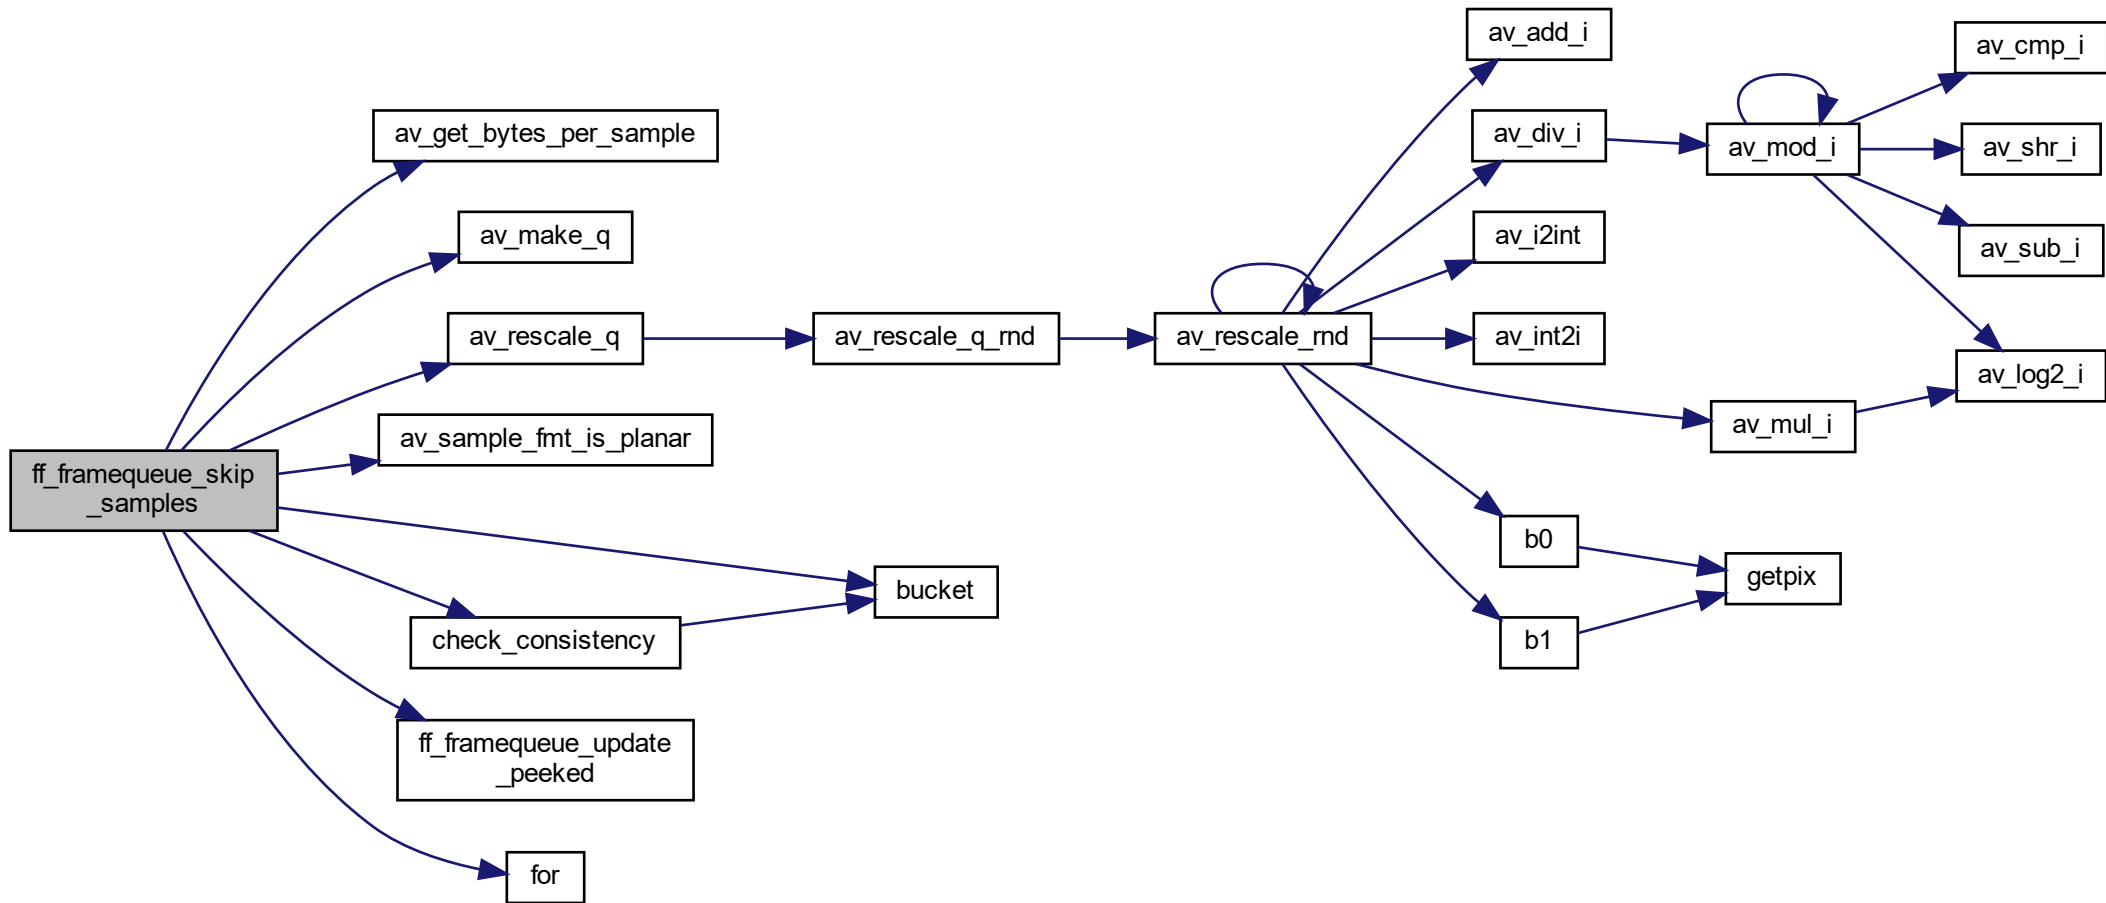 ff_framequeue_skip
_samples
av_get_bytes_per_sample
av_make_q
av_rescale_q
av_sample_fmt_is_planar
check_consistency
ff_framequeue_update
_peeked
for
av_rescale_q_rnd
bucket
av_rescale_rnd
av_add_i
av_div_i
av_i2int
av_int2i
av_mul_i
b0
b1
av_mod_i
getpix
av_cmp_i
av_shr_i
av_sub_i
av_log2_i